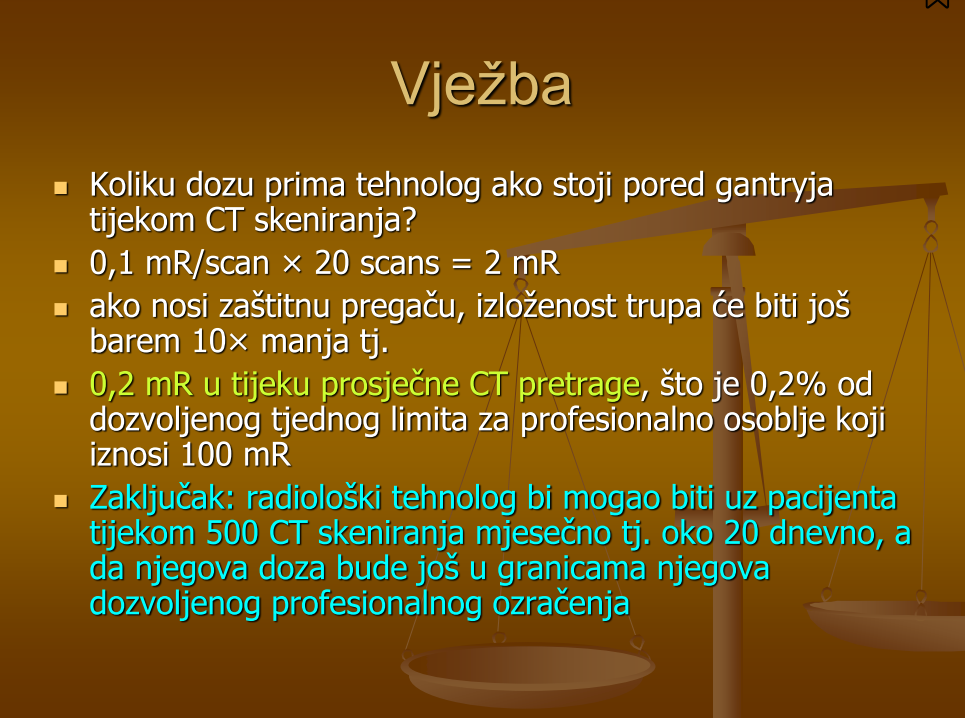 Vježba
Koliku dozu prima tehnolog ako stoji pored gantryja
tijekom CT skeniranja?
0,1 mR/scan × 20 scans = 2 mR
ako nosi zaštitnu pregaču, izloženost trupa će biti još
barem 10× manja tj.
0,2 mR u tijeku prosječne CT pretrage, što je 0,2% od
dozvoljenog tjednog limita za profesionalno osoblje koji
iznosi 100 mR
Zaključak: radiološki tehnolog bi mogao biti uz pacijenta
tijekom 500 CT skeniranja mjesečno tj. oko 20 dnevno, a
da njegova doza bude još u granicama njegova
dozvoljenog profesionalnog ozračenja